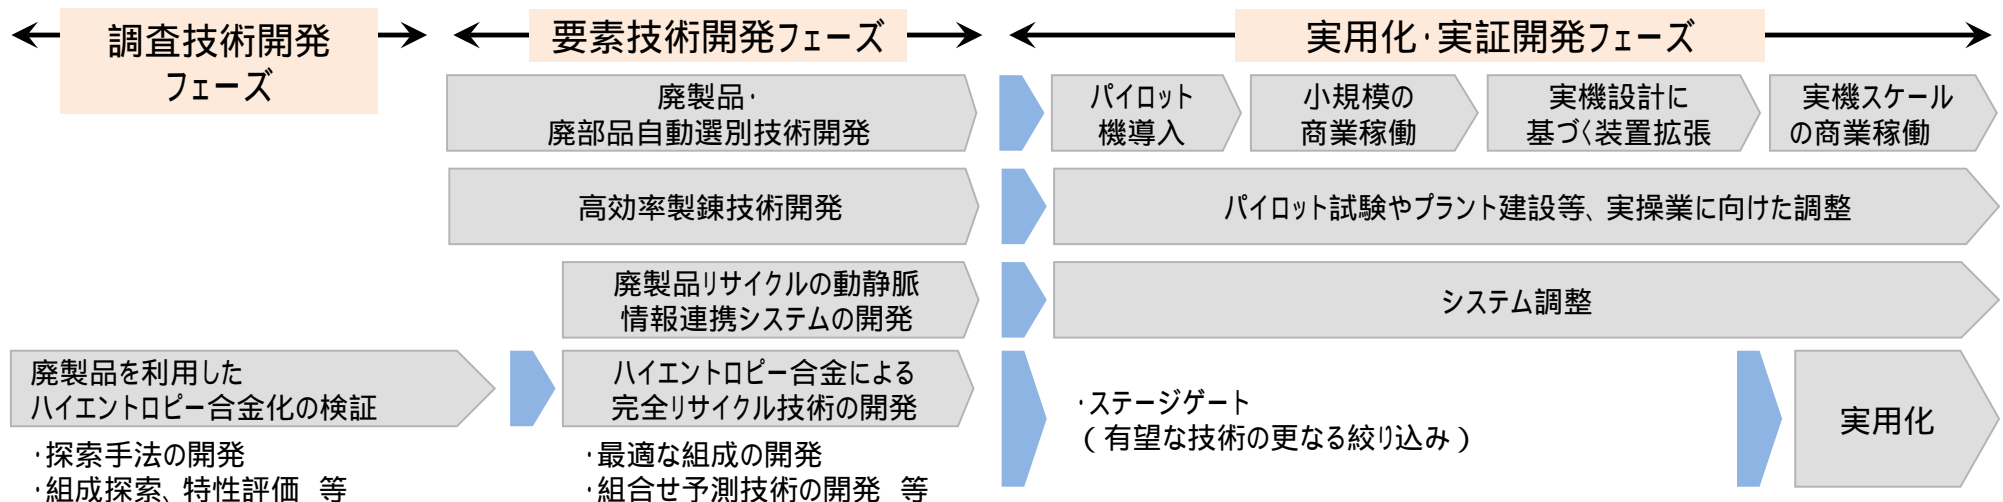 調査技術開発
フェーズ
要素技術開発フェーズ
実用化・実証開発フェーズ
廃製品・
廃部品自動選別技術開発
パイロット
機導入
小規模の
商業稼働
実機設計に
基づく装置拡張
実機スケール
の商業稼働
高効率製錬技術開発
パイロット試験やプラント建設等、実操業に向けた調整
廃製品リサイクルの動静脈
情報連携システムの開発
システム調整
廃製品を利用した
ハイエントロピー合金化の検証
・探索手法の開発
・組成探索、特性評価 等
ハイエントロピー合金による
完全リサイクル技術の開発
・最適な組成の開発
・組合せ予測技術の開発 等
・ステージゲート
(有望な技術の更なる絞り込み)
実用化